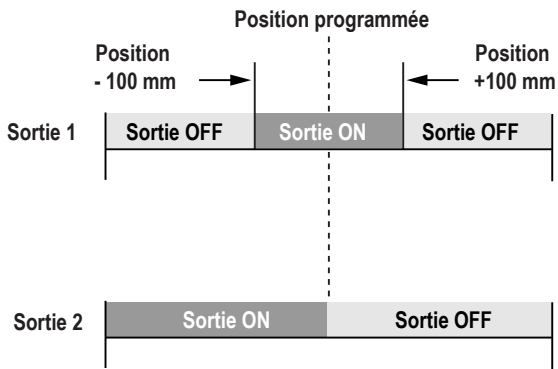 Position programmée
Position
- 100 mm
Position
+100 mm
Sortie 1
Sortie OFF
Sortie ON
Sortie OFF
Sortie 2
Sortie ON
Sortie OFF